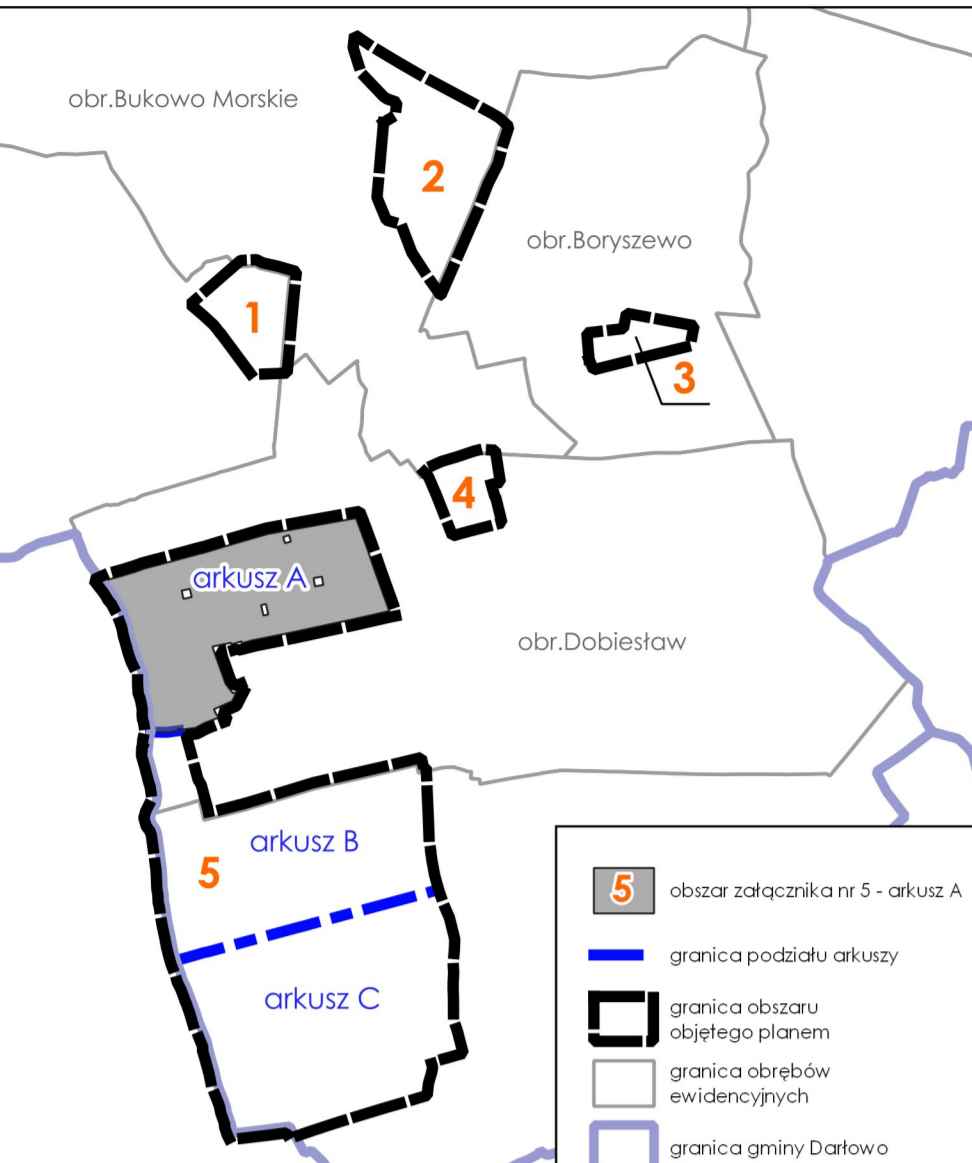 obr.Bukowo Morskie
2
obr.Boryszewo
1
3
4
arkusz A
obr.Dobiesław
arkusz B
5
arkusz C
5 obszar załącznika nr 5 - arkusz A
granica podziału arkuszy
granica obszaru
objętego planem
granica obrębów
ewidencyjnych
granica gminy Darłowo